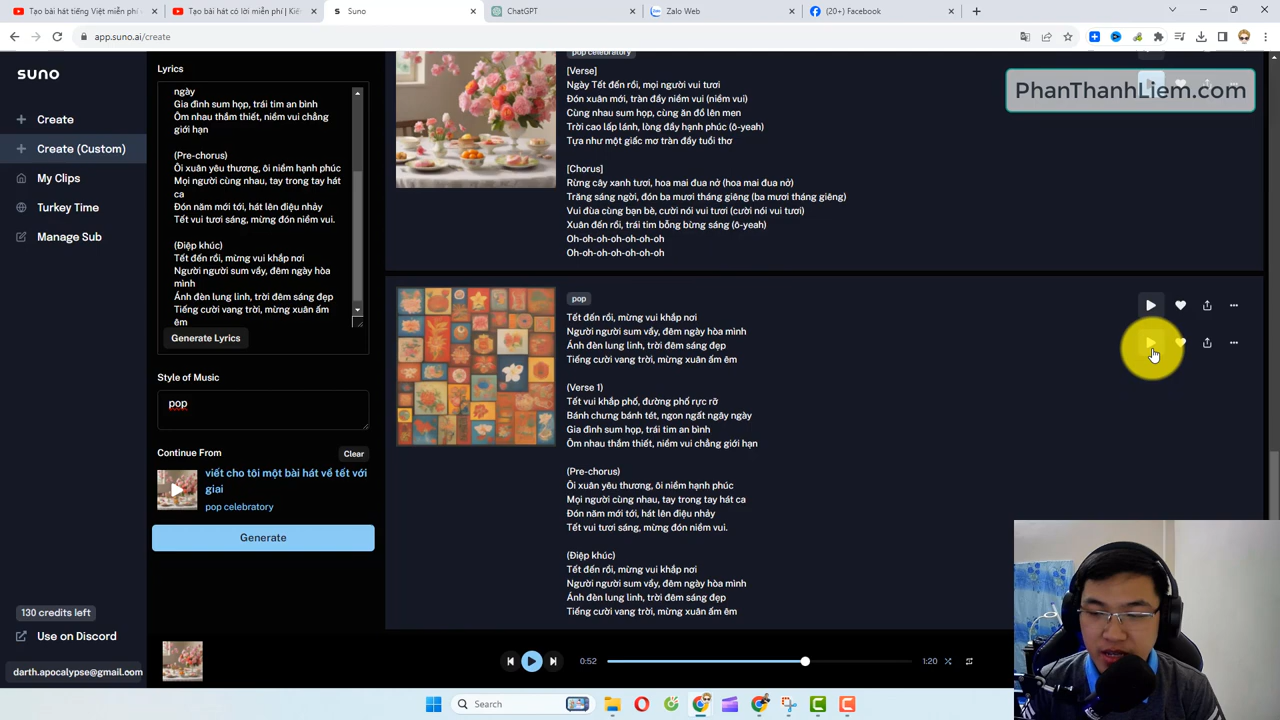 Tạo bài hát tiếng Việt miễn phí -
Tạo bài hát có lời miễn phí | Kiế
Suno
ChatGPT
Zalo Web
(20+) Facebook
app.suno.ai/create
SUNO
Create
Create (Custom)
My Clips
Turkey Time
Manage Sub
130 credits left
Use on Discord
darth.apocalypse@gmail.com
Lyrics
ngày
Gia đình sum họp, trái tim an bình
Ôm nhau thắm thiết, niềm vui chẳng
giới hạn
(Pre-chorus)
Ôi xuân yêu thương, ôi niềm hạnh phúc
Mọi người cùng nhau, tay trong tay hát
ca
Đón năm mới tới, hát lên điệu nhảy
Tết vui tươi sáng, mừng đón niềm vui.
(Điệp khúc)
Tết đến rồi, mừng vui khắp nơi
Người người sum vầy, đêm ngày hòa
mình
Ánh đèn lung linh, trời đêm sáng đẹp
Tiếng cười vang trời, mừng xuân ấm
êm
Generate Lyrics
Style of Music
pop
Continue From
Clear
viết cho tôi một bài hát về tết với
giai
pop celebratory
Generate
pop celebratory
[Verse]
Ngày Tết đến rồi, mọi người vui tươi
Đón xuân mới, tràn đầy niềm vui (niềm vui)
Cùng nhau sum họp, cùng ăn đồ lên men
Trời cao lấp lánh, lòng đầy hạnh phúc (ô-yeah)
Tựa như một giấc mơ tràn đầy tuổi thơ
[Chorus]
Rừng cây xanh tươi, hoa mai đua nở (hoa mai đua nở)
Trăng sáng ngời, đón ba mươi tháng giêng (ba mươi tháng giêng)
Vui đùa cùng bạn bè, cười nói vui tươi (cười nói vui tươi)
Xuân đến rồi, trái tim bỗng bừng sáng (ô-yeah)
Oh-oh-oh-oh-oh-oh-oh
Oh-oh-oh-oh-oh-oh-oh
PhanThanhLiem.com
pop
Tết đến rồi, mừng vui khắp nơi
Người người sum vầy, đêm ngày hòa mình
Ánh đèn lung linh, trời đêm sáng đẹp
Tiếng cười vang trời, mừng xuân ấm êm
(Verse 1)
Tết vui khắp phố, đường phố rực rỡ
Bánh chưng bánh tét, ngon ngất ngây ngày
Gia đình sum họp, trái tim an bình
Ôm nhau thắm thiết, niềm vui chẳng giới hạn
(Pre-chorus)
Ôi xuân yêu thương, ôi niềm hạnh phúc
Mọi người cùng nhau, tay trong tay hát ca
Đón năm mới tới, hát lên điệu nhảy
Tết vui tươi sáng, mừng đón niềm vui.
(Điệp khúc)
Tết đến rồi, mừng vui khắp nơi
Người người sum vầy, đêm ngày hòa mình
Ánh đèn lung linh, trời đêm sáng đẹp
Tiếng cười vang trời, mừng xuân ấm êm
0:52
1:20
Search